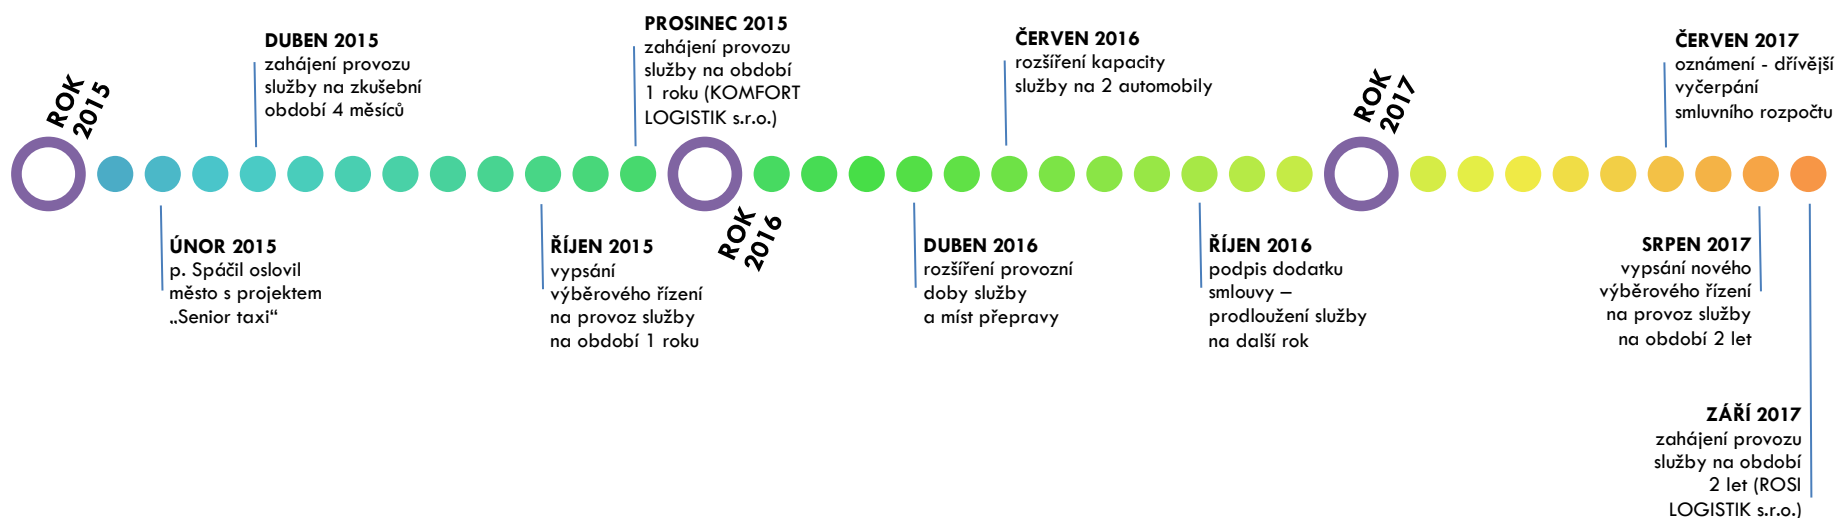 ROK
2015
ÚNOR 2015
p. Spáčil oslovil
město s projektem
„Senior taxi“
DUBEN 2015
zahájení provozu
služby na zkušební
období 4 měsíců
ŘÍJEN 2015
vypsání
výběrového řízení
na provoz služby
na období 1 roku
PROSINEC 2015
zahájení provozu
služby na období
1 roku (KOMFORT
LOGISTIK s.r.o.)
ROK
2016
DUBEN 2016
rozšíření provozní
doby služby
a míst přepravy
ČERVEN 2016
rozšíření kapacity
služby na 2 automobily
ŘÍJEN 2016
podpis dodatku
smlouvy –
prodloužení služby
na další rok
ROK
2017
ČERVEN 2017
oznámení - dřívější
vyčerpání
smluvního rozpočtu
SRPEN 2017
vypsání nového
výběrového řízení
na provoz služby
na období 2 let
ZÁŘÍ 2017
zahájení provozu
služby na období
2 let (ROSI
LOGISTIK s.r.o.)